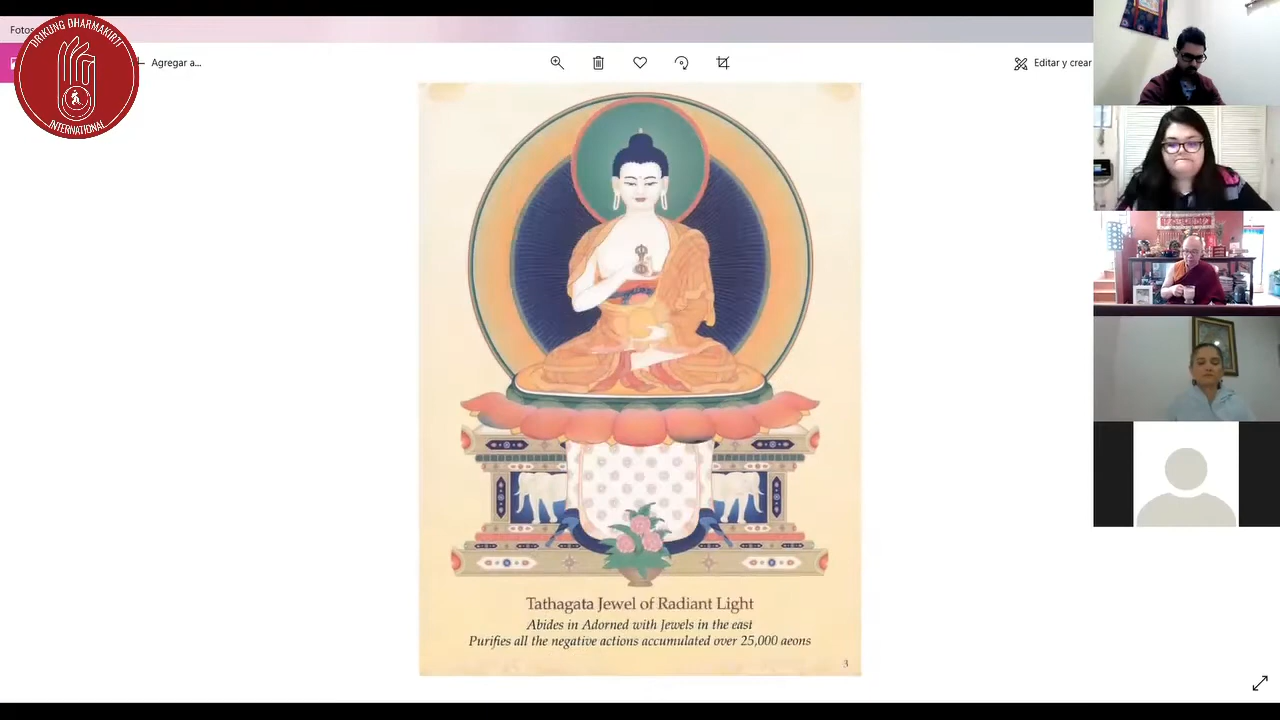 Fotos
DRIKUNG DHARMAKIRTI
INTERNATIONAL
Agregar a...
Editar y crear
Tathagata Jewel of Radiant Light
Abides in Adorned with Jewels in the east
Purifies all the negative actions accumulated over 25,000 aeons
3